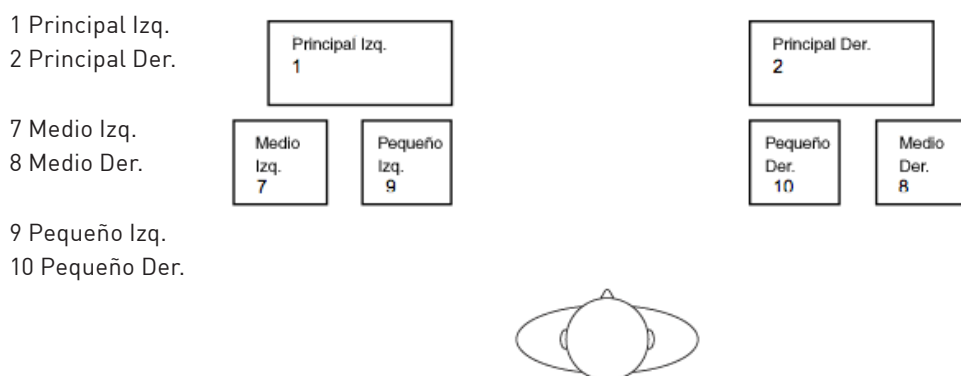 1 Principal Izq.
2 Principal Der.
7 Medio Izq.
8 Medio Der.
9 Pequeño Izq.
10 Pequeño Der.
Principal Izq.
1
Principal Der.
2
Medio
Izq.
7
Pequeño
Izq.
9
Pequeño
Der.
10
Medio
Der.
8